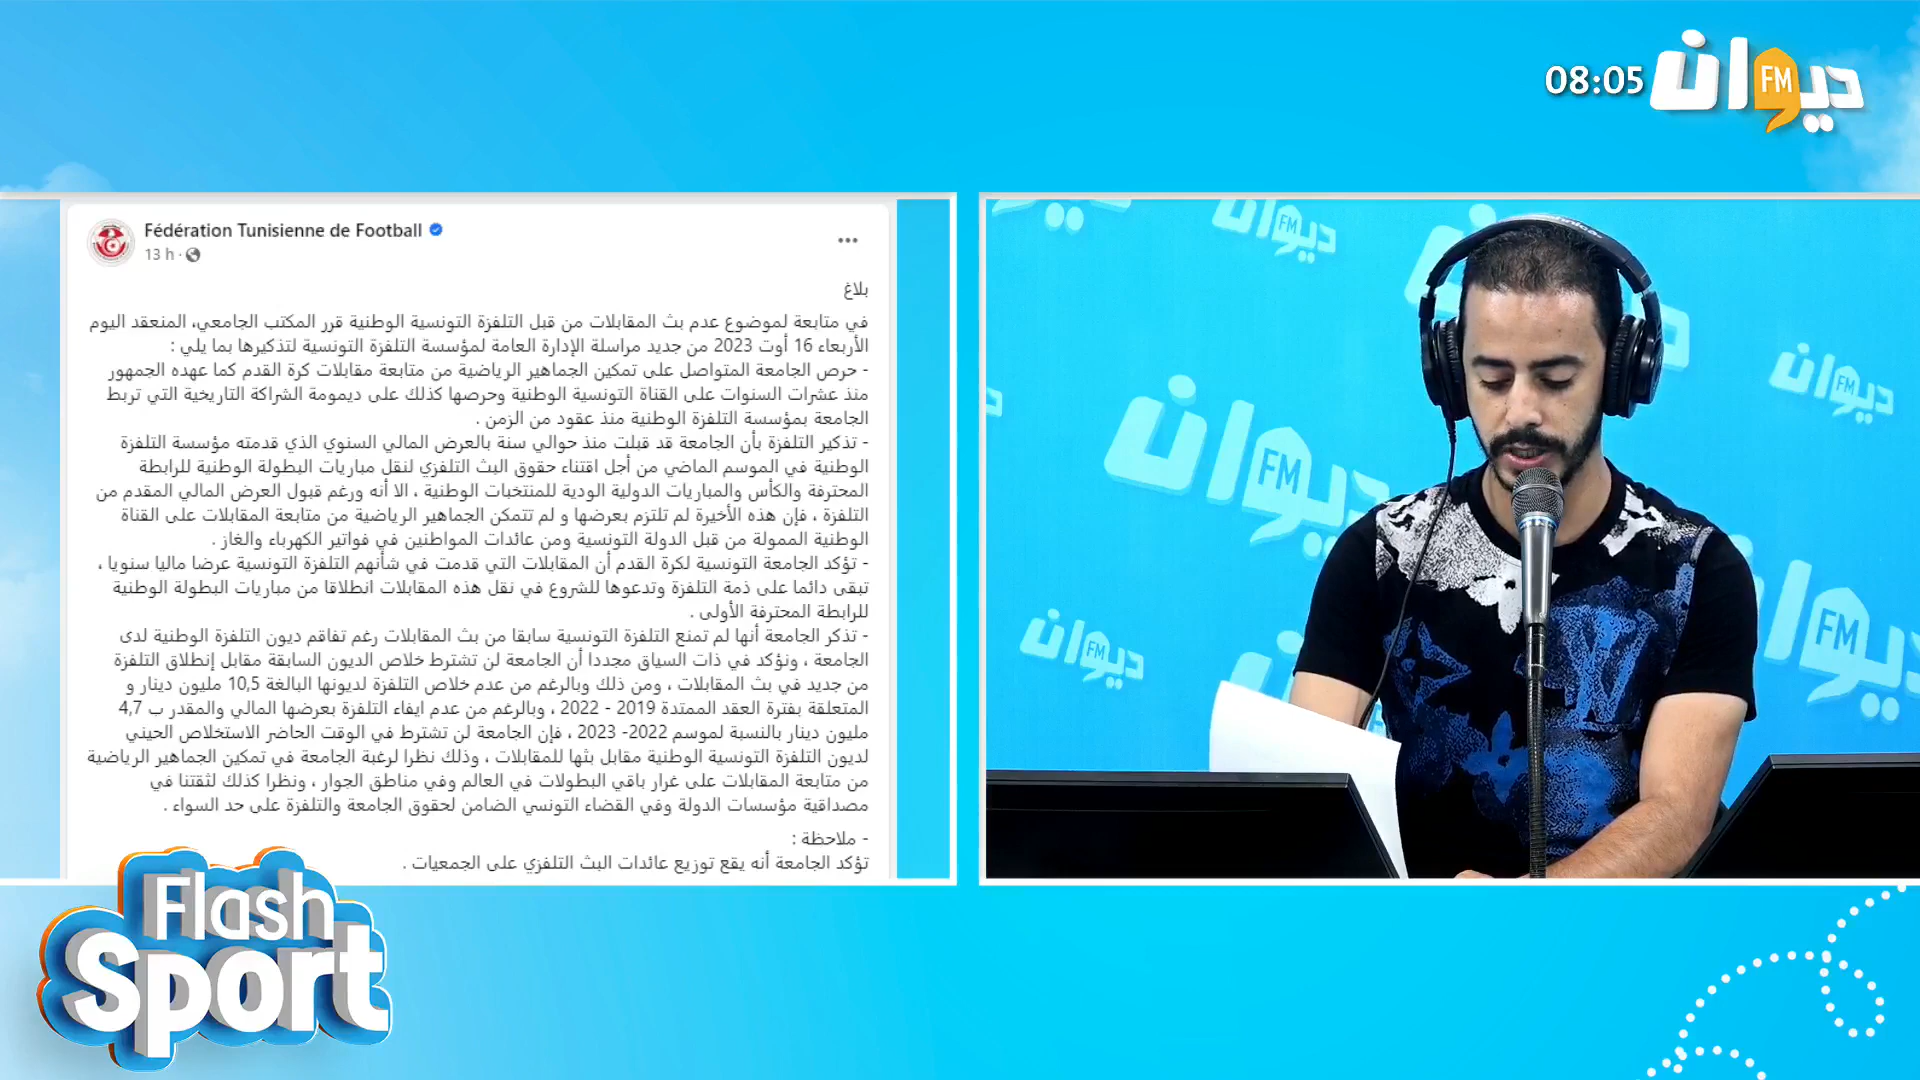 08:05
ديوان FM
Fédération Tunisienne de Football
13 h
بلاغ
في متابعة لموضوع عدم بث المقابلات من قبل التلفزة التونسية الوطنية قرر المكتب الجامعي، المنعقد اليوم
الأربعاء 16 أوت 2023 من جديد مراسلة الإدارة العامة لمؤسسة التلفزة التونسية لتذكيرها بما يلي :
- حرص الجامعة المتواصل على تمكين الجماهير الرياضية من متابعة مقابلات كرة القدم كما عهده الجمهور
منذ عشرات السنوات على القناة التونسية الوطنية وحرصها كذلك على ديمومة الشراكة التاريخية التي تربط
الجامعة بمؤسسة التلفزة الوطنية منذ عقود من الزمن .
- تذكير التلفزة بأن الجامعة قد قبلت منذ حوالي سنة بالعرض المالي السنوي الذي قدمته مؤسسة التلفزة
الوطنية في الموسم الماضي من أجل اقتناء حقوق البث التلفزي لنقل مباريات البطولة الوطنية للرابطة
المحترفة والكأس والمباريات الدولية الودية للمنتخبات الوطنية ، الا أنه ورغم قبول العرض المالي المقدم من
التلفزة ، فإن هذه الأخيرة لم تلتزم بعرضها و لم تتمكن الجماهير الرياضية من متابعة المقابلات على القناة
الوطنية الممولة من قبل الدولة التونسية ومن عائدات المواطنين في فواتير الكهرباء والغاز .
- تؤكد الجامعة التونسية لكرة القدم أن المقابلات التي قدمت في شأنهم التلفزة التونسية عرضا ماليا سنويا ،
تبقى دائما على ذمة التلفزة وتدعوها للشروع في نقل هذه المقابلات انطلاقا من مباريات البطولة الوطنية
للرابطة المحترفة الأولى .
- تذكر الجامعة أنها لم تمنع التلفزة التونسية سابقا من بث المقابلات رغم تفاقم ديون التلفزة الوطنية لدى
الجامعة ، ونؤكد في ذات السياق مجددا أن الجامعة لن تشترط خلاص الديون السابقة مقابل إنطلاق التلفزة
من جديد في بث المقابلات ، ومن ذلك وبالرغم من عدم خلاص التلفزة لديونها البالغة 10,5 مليون دينار و
المتعلقة بفترة العقد الممتدة 2019 - 2022 ، وبالرغم من عدم ايفاء التلفزة بعرضها المالي والمقدر ب 4,7
مليون دينار بالنسبة لموسم 2022- 2023 ، فإن الجامعة لن تشترط في الوقت الحاضر الاستخلاص الحيني
لديون التلفزة التونسية الوطنية مقابل بثها للمقابلات ، وذلك نظرا لرغبة الجامعة في تمكين الجماهير الرياضية
من متابعة المقابلات على غرار باقي البطولات في العالم وفي مناطق الجوار ، ونظرا كذلك لثقتنا في
مصداقية مؤسسات الدولة وفي القضاء التونسي الضامن لحقوق الجامعة والتلفزة على حد السواء .
- ملاحظة :
تؤكد الجامعة أنه يقع توزيع عائدات البث التلفزي على الجمعيات .
ديوان FM
ديوان FM
ديوان FM
ديوان FM
ديوان FM
Flash
Sport